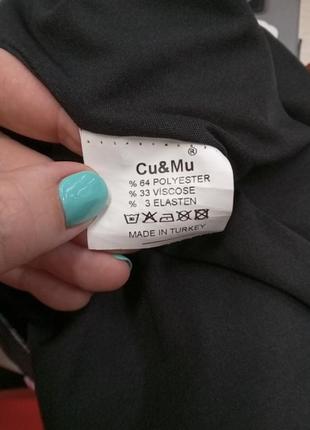 ®
Cu&Mu
% 64 POLYESTER
% 33 VISCOSE
% 3 ELASTEN
MADE IN TURKEY